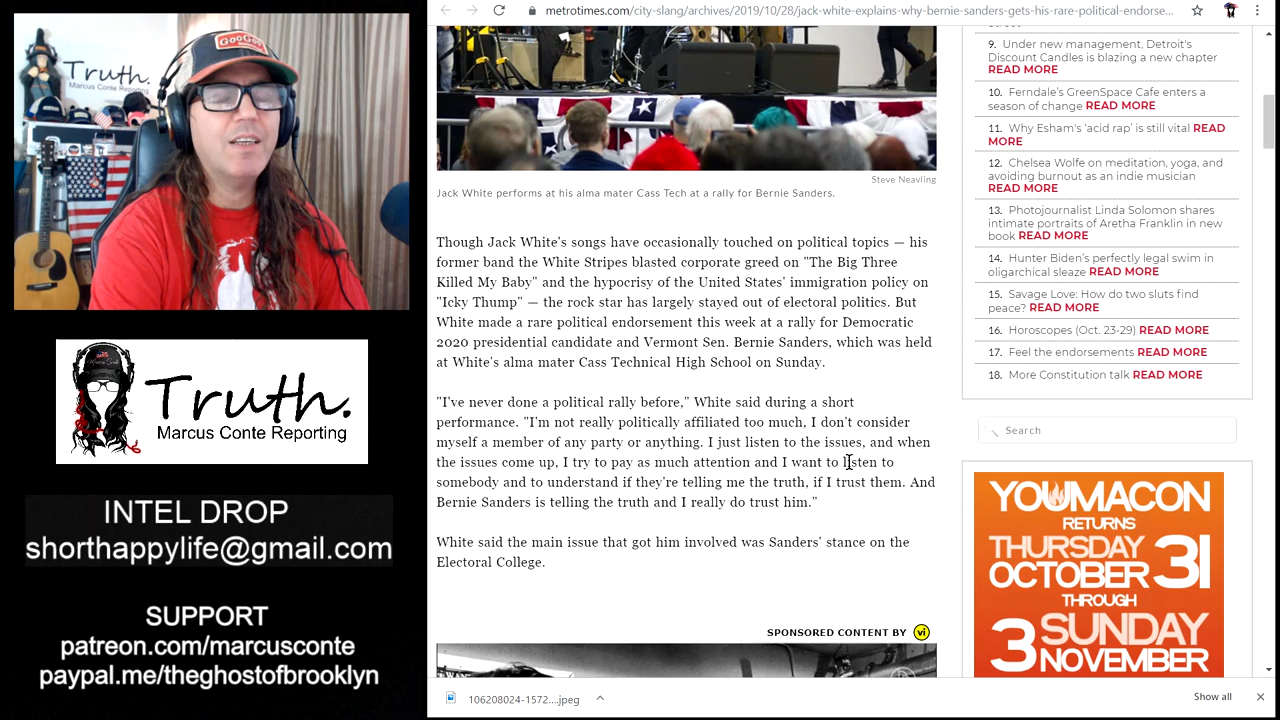 GOOGOO
Truth.
Marcus Conte Reporting
Truth.
Marcus Conte Reporting
INTEL DROP
shorthappylife@gmail.com
SUPPORT
patreon.com/marcusconte
paypal.me/theghostofbrooklyn
metrotimes.com/city-slang/archives/2019/10/28/jack-white-explains-why-bernie-sanders-gets-his-rare-political-endorse...
Steve Neavling
Jack White performs at his alma mater Cass Tech at a rally for Bernie Sanders.
Though Jack White's songs have occasionally touched on political topics — his
former band the White Stripes blasted corporate greed on "The Big Three
Killed My Baby" and the hypocrisy of the United States' immigration policy on
"Icky Thump" — the rock star has largely stayed out of electoral politics. But
White made a rare political endorsement this week at a rally for Democratic
2020 presidential candidate and Vermont Sen. Bernie Sanders, which was held
at White's alma mater Cass Technical High School on Sunday.
"I've never done a political rally before," White said during a short
performance. "I'm not really politically affiliated too much, I don't consider
myself a member of any party or anything. I just listen to the issues, and when
the issues come up, I try to pay as much attention and I want to listen to
somebody and to understand if they're telling me the truth, if I trust them. And
Bernie Sanders is telling the truth and I really do trust him."
White said the main issue that got him involved was Sanders' stance on the
Electoral College.
SPONSORED CONTENT BY vi
9. Under new management, Detroit's
Discount Candles is blazing a new chapter
READ MORE
10. Ferndale's GreenSpace Cafe enters a
season of change READ MORE
11. Why Esham's 'acid rap' is still vital READ
MORE
12. Chelsea Wolfe on meditation, yoga, and
avoiding burnout as an indie musician
READ MORE
13. Photojournalist Linda Solomon shares
intimate portraits of Aretha Franklin in new
book READ MORE
14. Hunter Biden's perfectly legal swim in
oligarchical sleaze READ MORE
15. Savage Love: How do two sluts find
peace? READ MORE
16. Horoscopes (Oct. 23-29) READ MORE
17. Feel the endorsements READ MORE
18. More Constitution talk READ MORE
Search
YOUMACON
RETURNS
THURSDAY
OCTOBER 31
THROUGH
3 SUNDAY
NOVEMBER
106208024-1572....jpeg
Show all